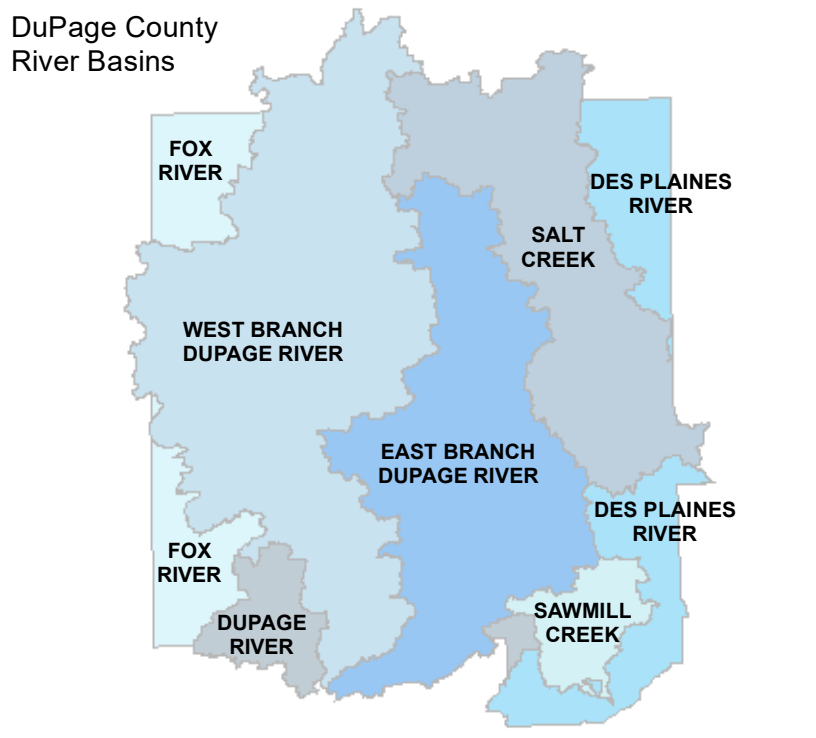 DuPage County
River Basins
FOX
RIVER
DES PLAINES
RIVER
SALT
CREEK
WEST BRANCH
DUPAGE RIVER
EAST BRANCH
DUPAGE RIVER
DES PLAINES
RIVER
FOX
RIVER
DUPAGE
RIVER
SAWMILL
CREEK